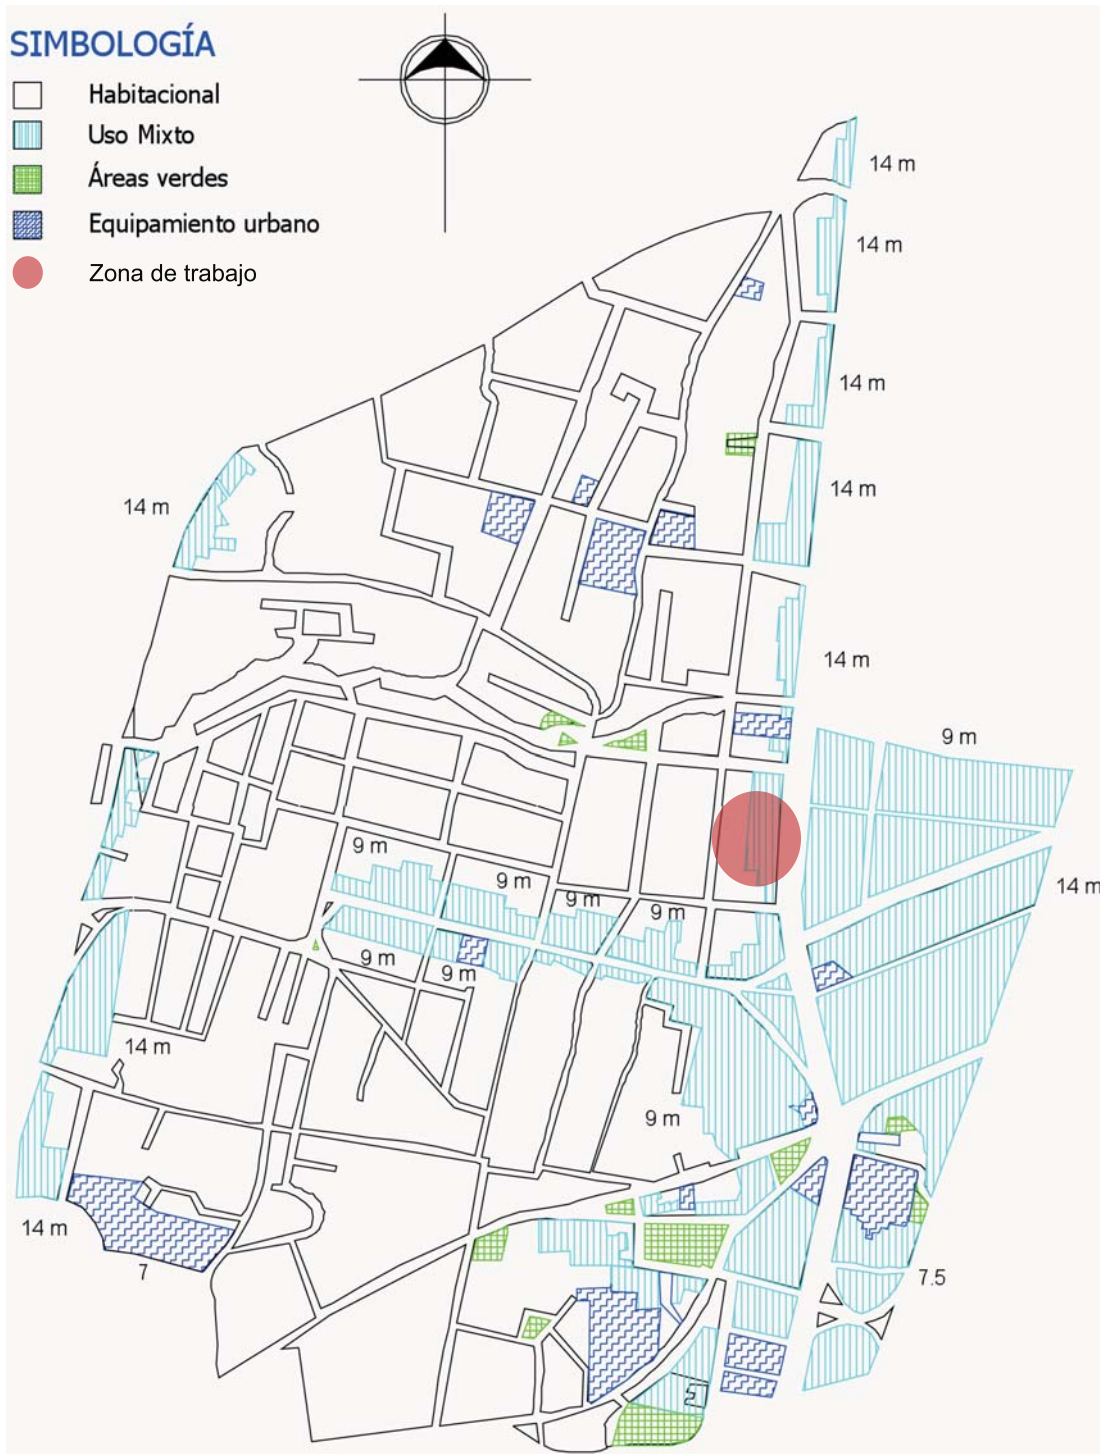 SIMBOLOGÍA
Habitacional
Uso Mixto
Áreas verdes
Equipamiento urbano
Zona de trabajo
14 m
14 m
14 m
14 m
14 m
14 m
9 m
9 m
9 m
14 m
9 m
9 m
9 m
9 m
14 m
9 m
14 m
7
7.5